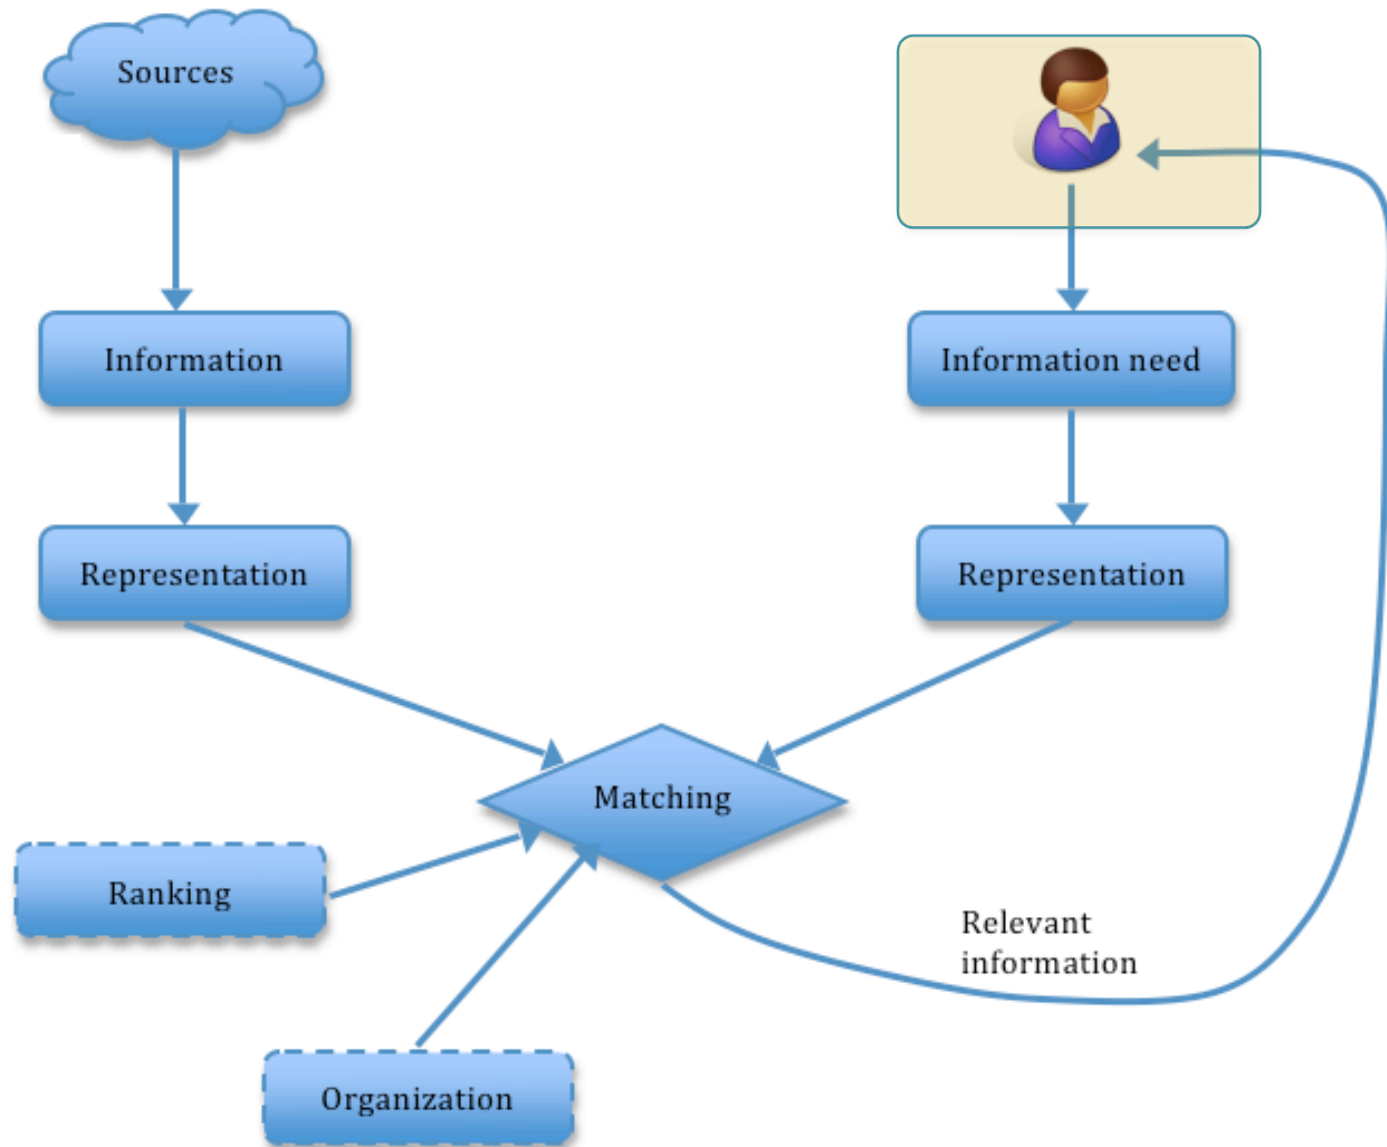 Sources
Information
Information need
Representation
Representation
Matching
Ranking
Relevant
information
Organization